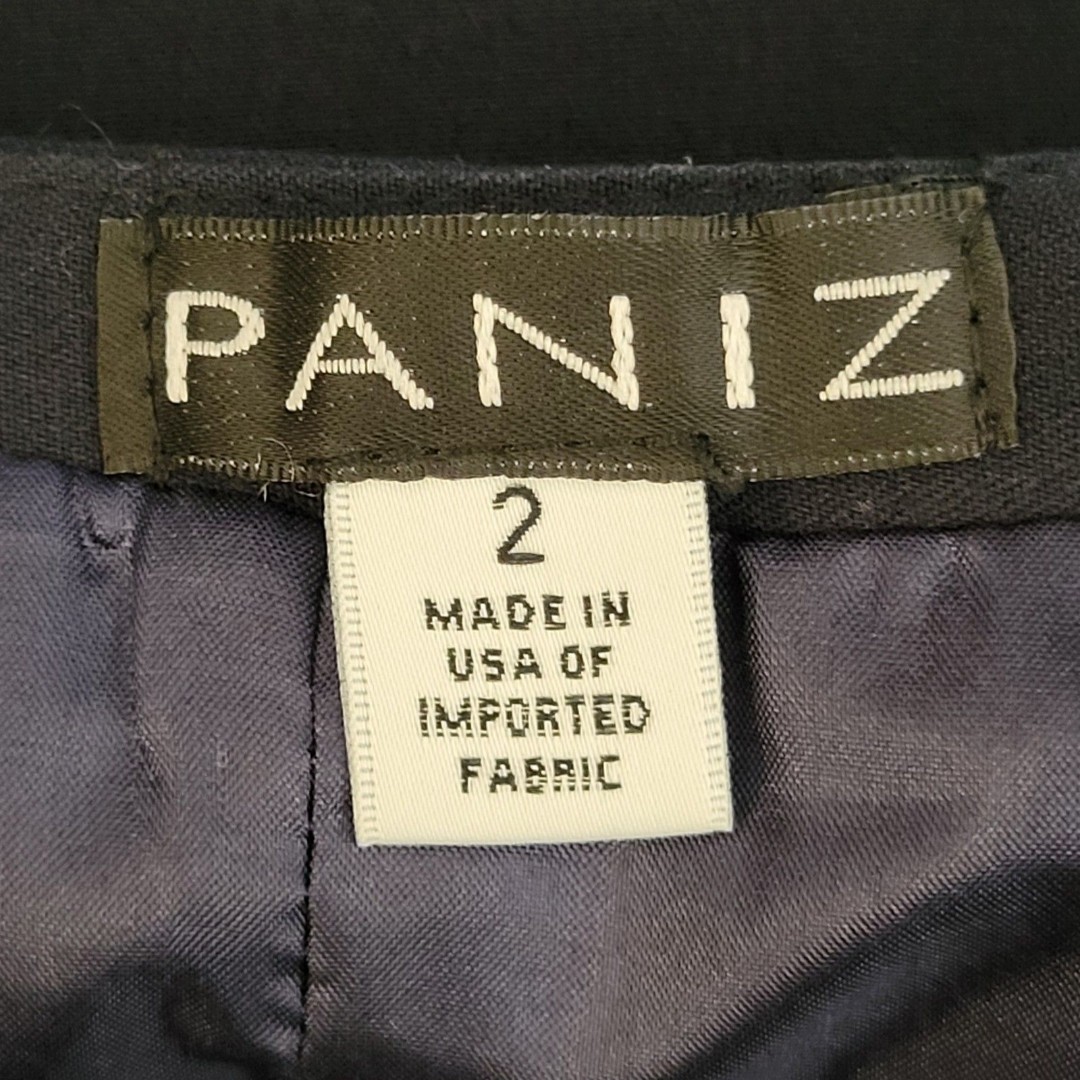 PANIZ
2
MADE IN
USA OF
IMPORTED
FABRIC